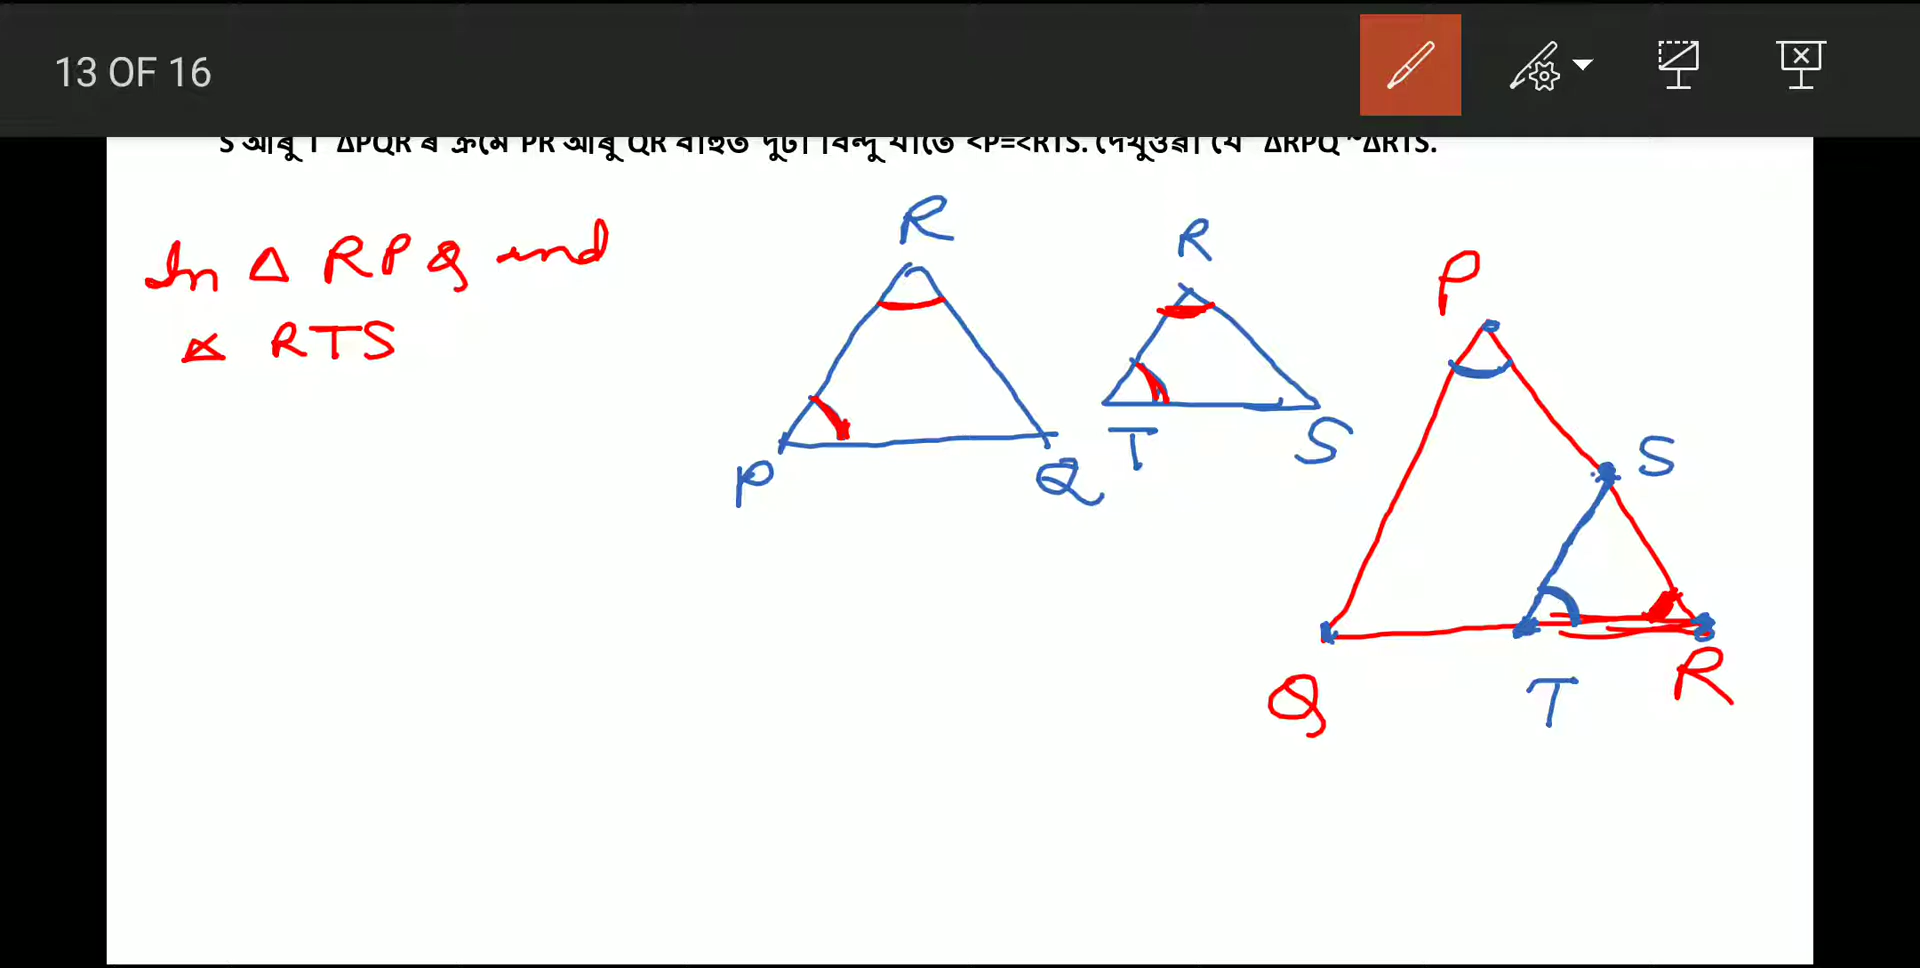 13 OF 16
S আৰু T ΔPQR ৰ ক্ৰমে PR আৰু QR বাহুত দুটা বিন্দু যাতে <P=<RTS. দেখুওৱা যে ΔRPQ ~ΔRTS.
In Δ RPQ and
Δ RTS
R
P
Q
R
T
S
P
S
Q
T
R